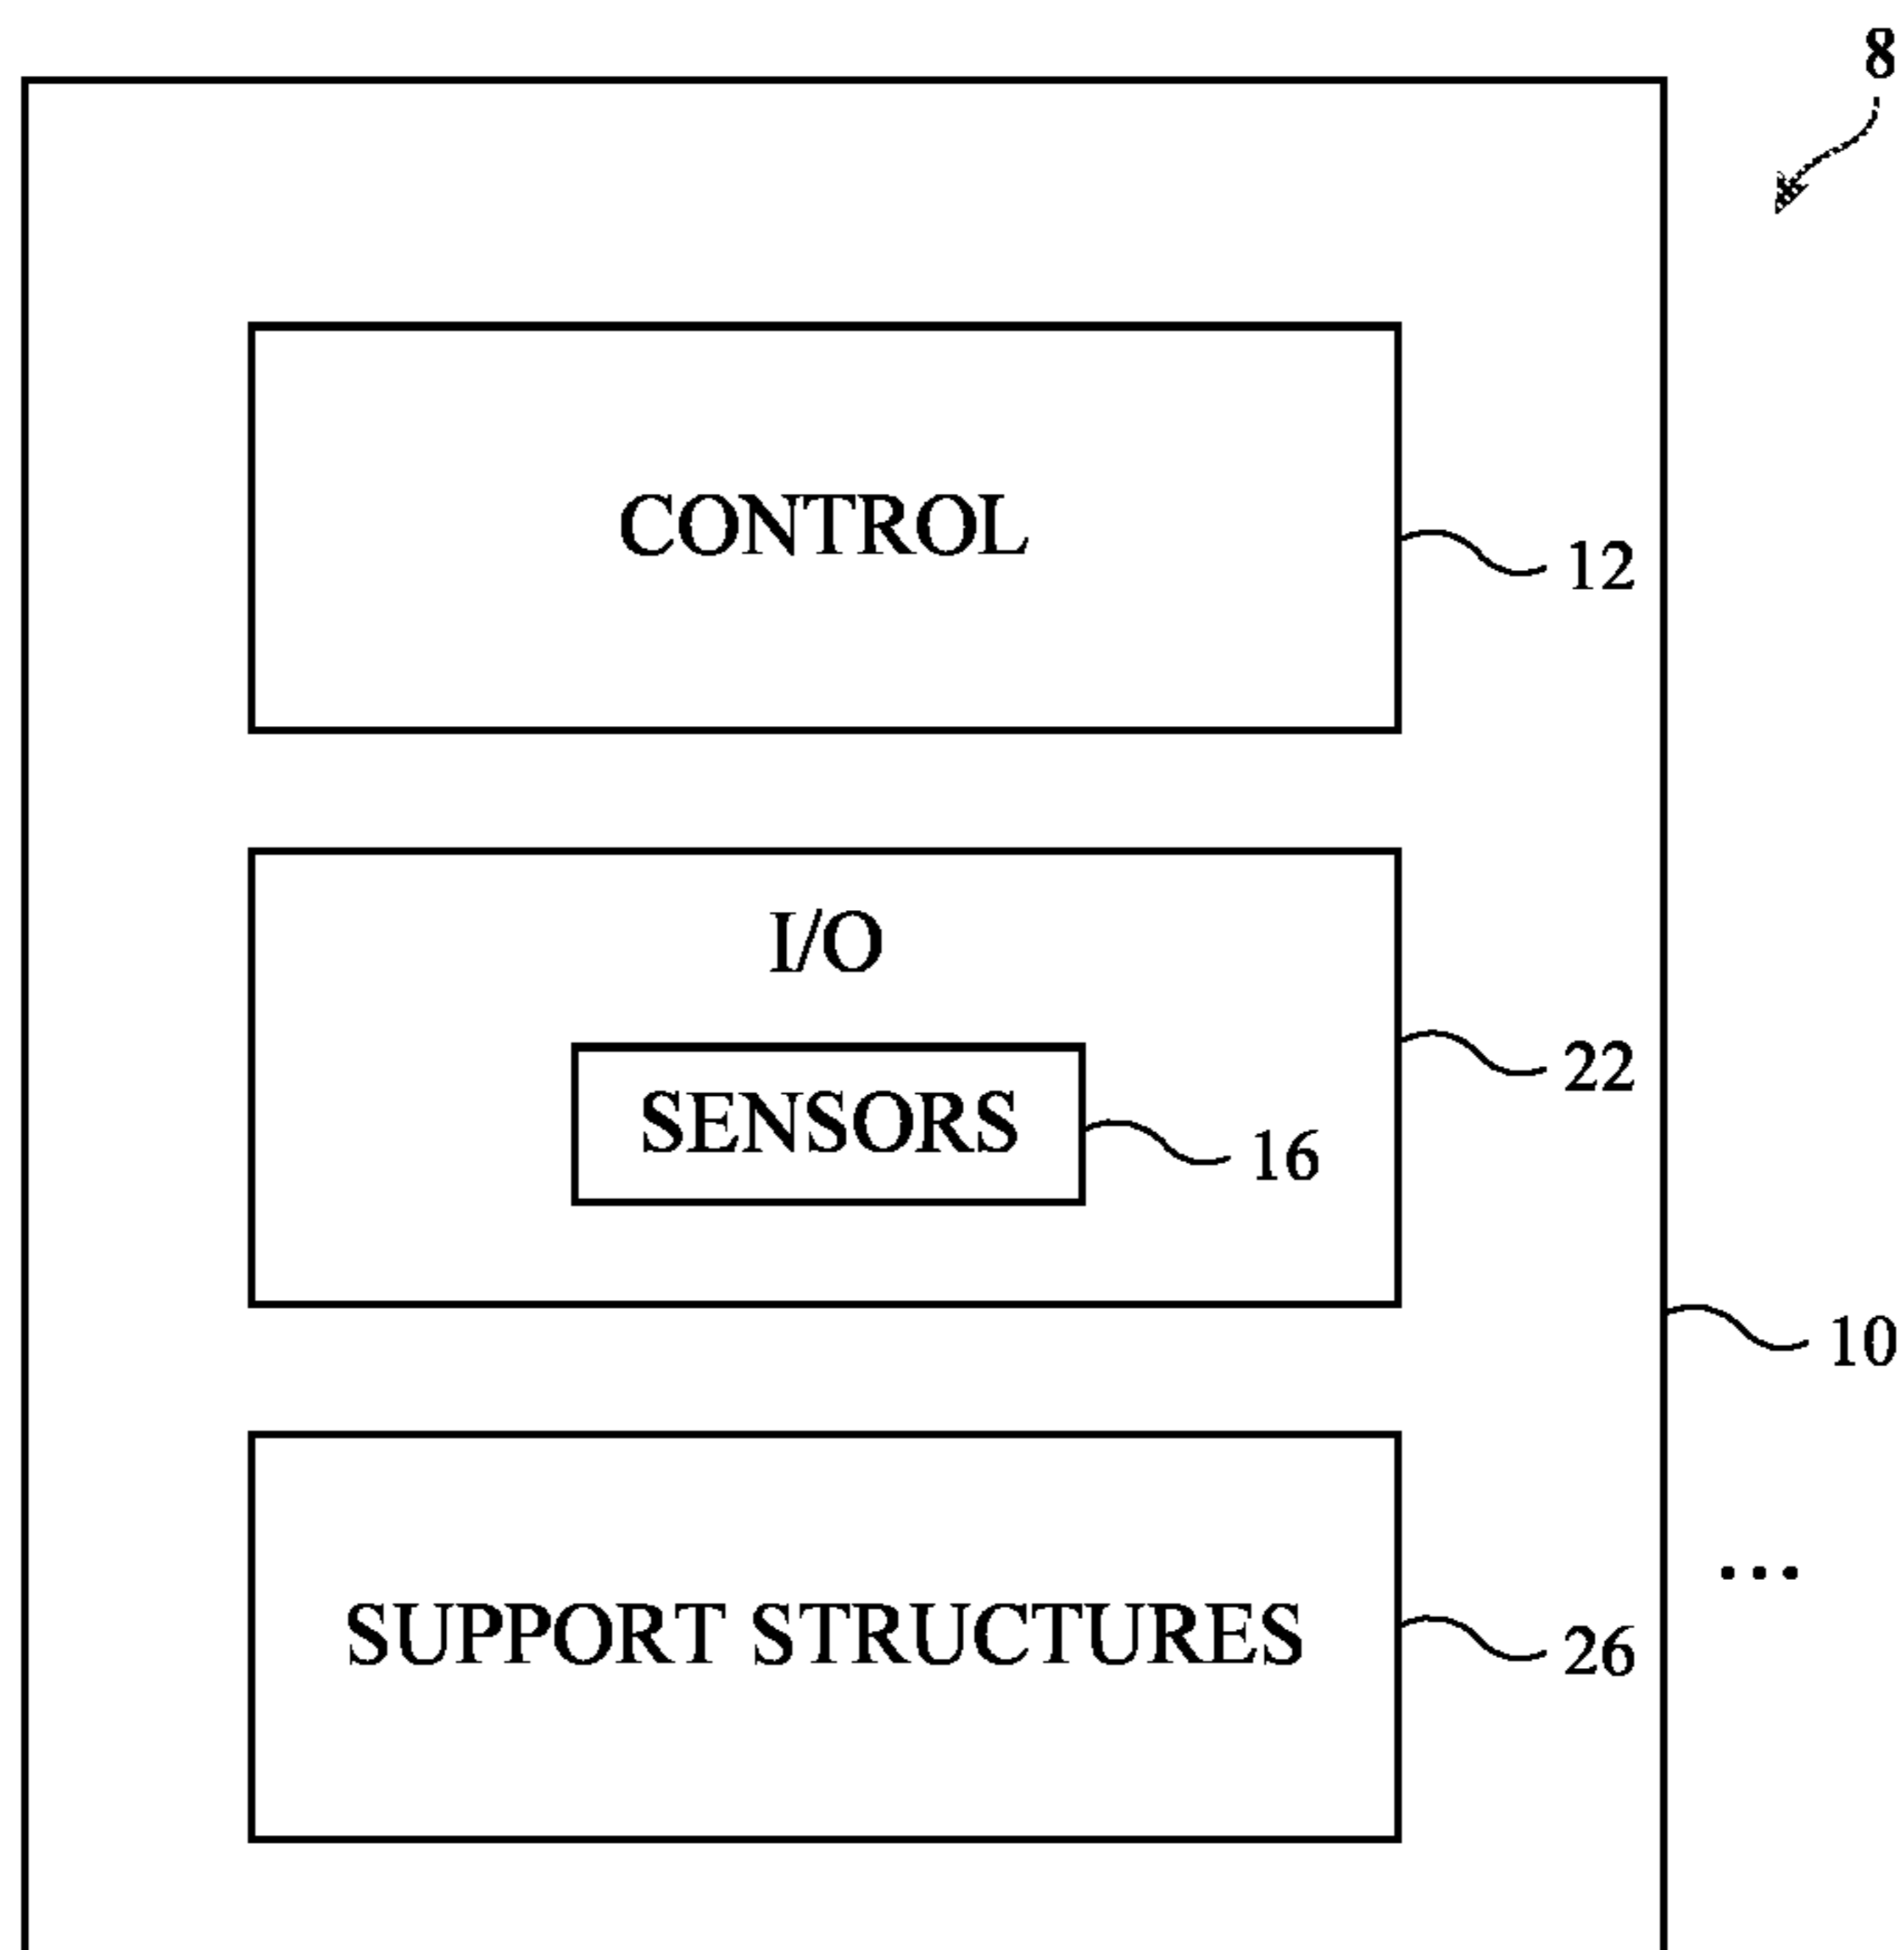 8
CONTROL
12
I/O
22
SENSORS
16
10
...
SUPPORT STRUCTURES
26